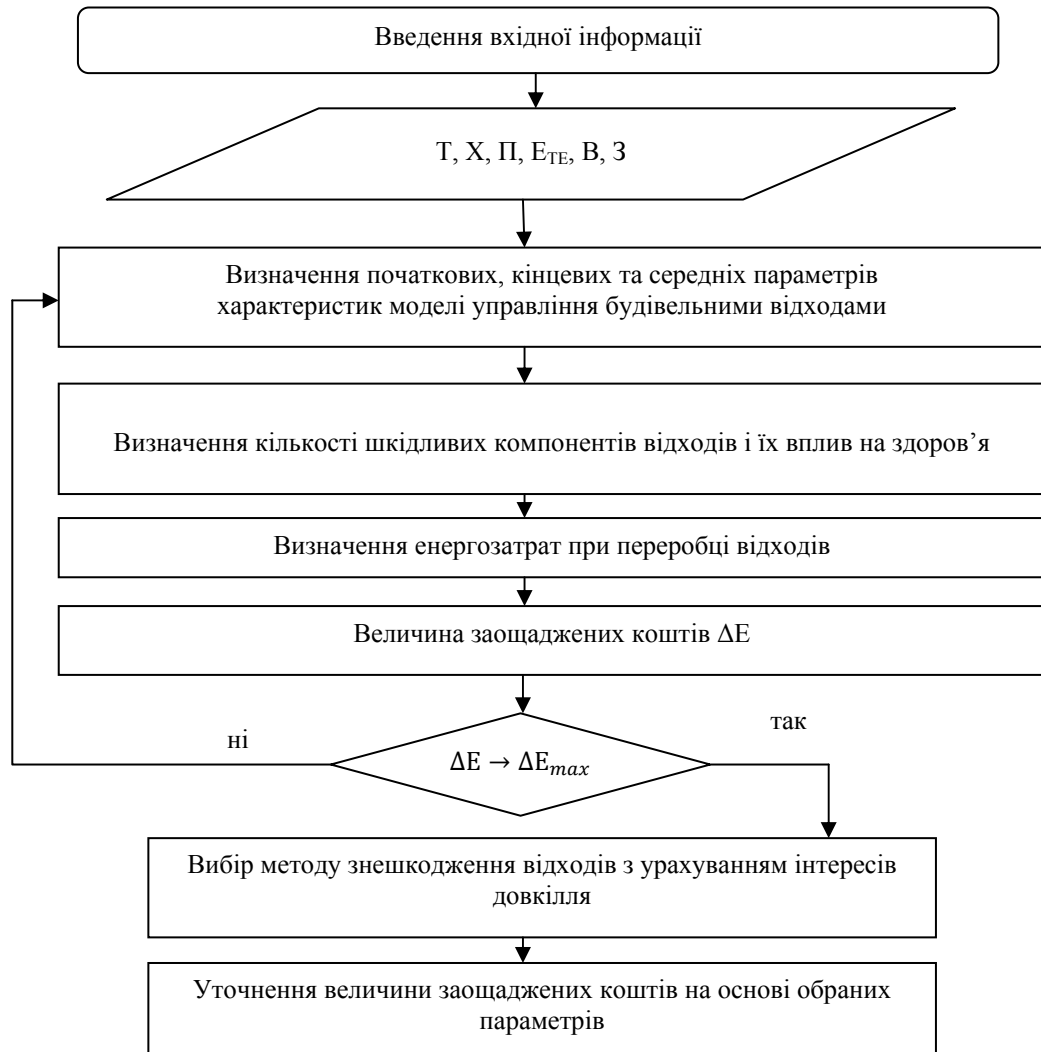 Введення вхідної інформації
Т, Х, П, Е_ТЕ, В, З
Визначення початкових, кінцевих та середніх параметрів
характеристик моделі управління будівельними відходами
Визначення кількості шкідливих компонентів відходів і їх вплив на здоров’я
Визначення енергозатрат при переробці відходів
Величина заощаджених коштів ΔЕ
ні
так
ΔE → ΔE_max
Вибір методу знешкодження відходів з урахуванням інтересів
довкілля
Уточнення величини заощаджених коштів на основі обраних
параметрів